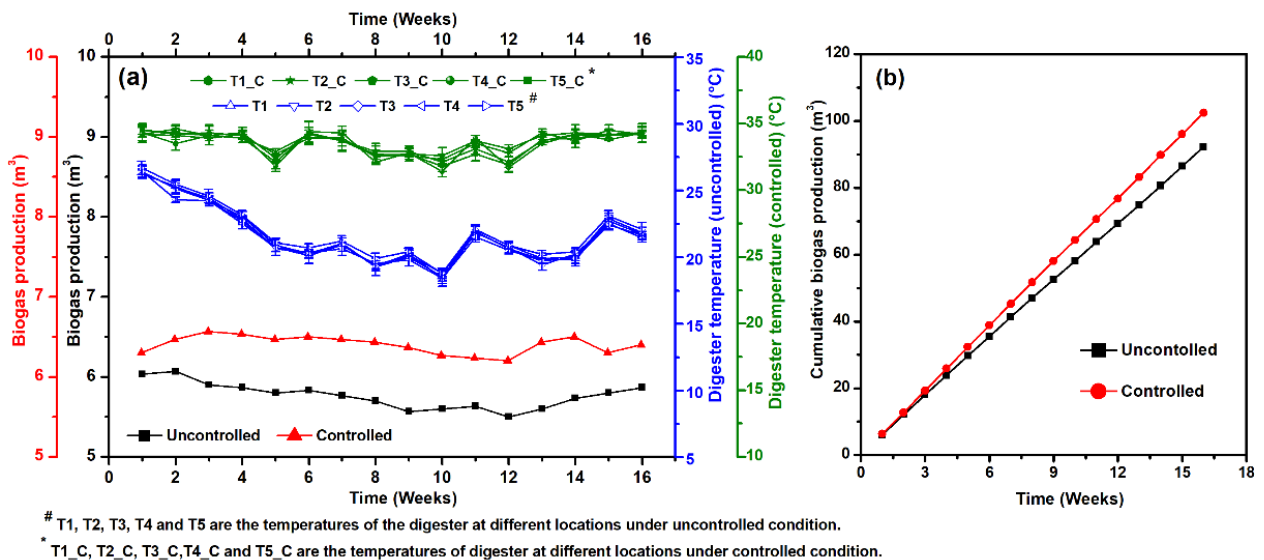 Time (Weeks)
0 2 4 6 8 10 12 14 16
(a)
T1_C T2_C T3_C T4_C T5_C *
T1 T2 T3 T4 T5 #
Biogas production (m3)
10
9
8
7
6
5
Biogas production (m3)
10
9
8
7
6
5
Uncontrolled Controlled
Digester temperature (uncontrolled) (°C)
35
30
25
20
15
10
5
Digester temperature (controlled) (°C)
40
35
30
25
20
15
10
0 2 4 6 8 10 12 14 16
Time (Weeks)
(b)
Cumulative biogas production (m3)
120
100
80
60
40
20
0
Uncontolled
Controlled
0 3 6 9 12 15 18
Time (Weeks)
# T1, T2, T3, T4 and T5 are the temperatures of the digester at different locations under uncontrolled condition.
* T1_C, T2_C, T3_C,T4_C and T5_C are the temperatures of digester at different locations under controlled condition.